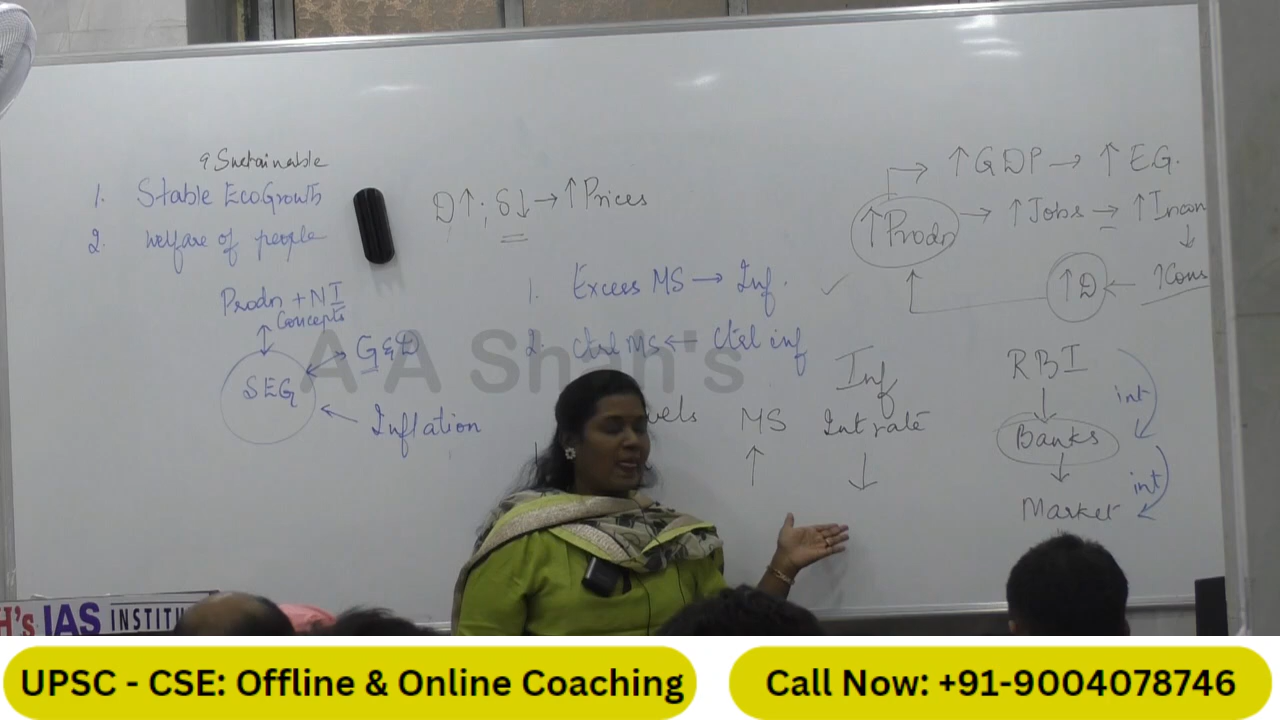 & Sustainable
1. Stable EcoGrowth
2. Welfare of people
Prodn + NI
Concepts
SEG
G&D
Inflation
D↑; S↓ → ↑Prices
1. Excess MS → Inf.
2. Ctrl MS ← Ctrl inf
MS ↑
Inf
Int rate ↓
↑Prodn → ↑GDP → ↑EG.
→ ↑Jobs → ↑Incom
↑D ← ↑Cons
RBI
int
Banks
int
Market
A A Shah's
H's IAS INSTITU
UPSC - CSE: Offline & Online Coaching
Call Now: +91-9004078746